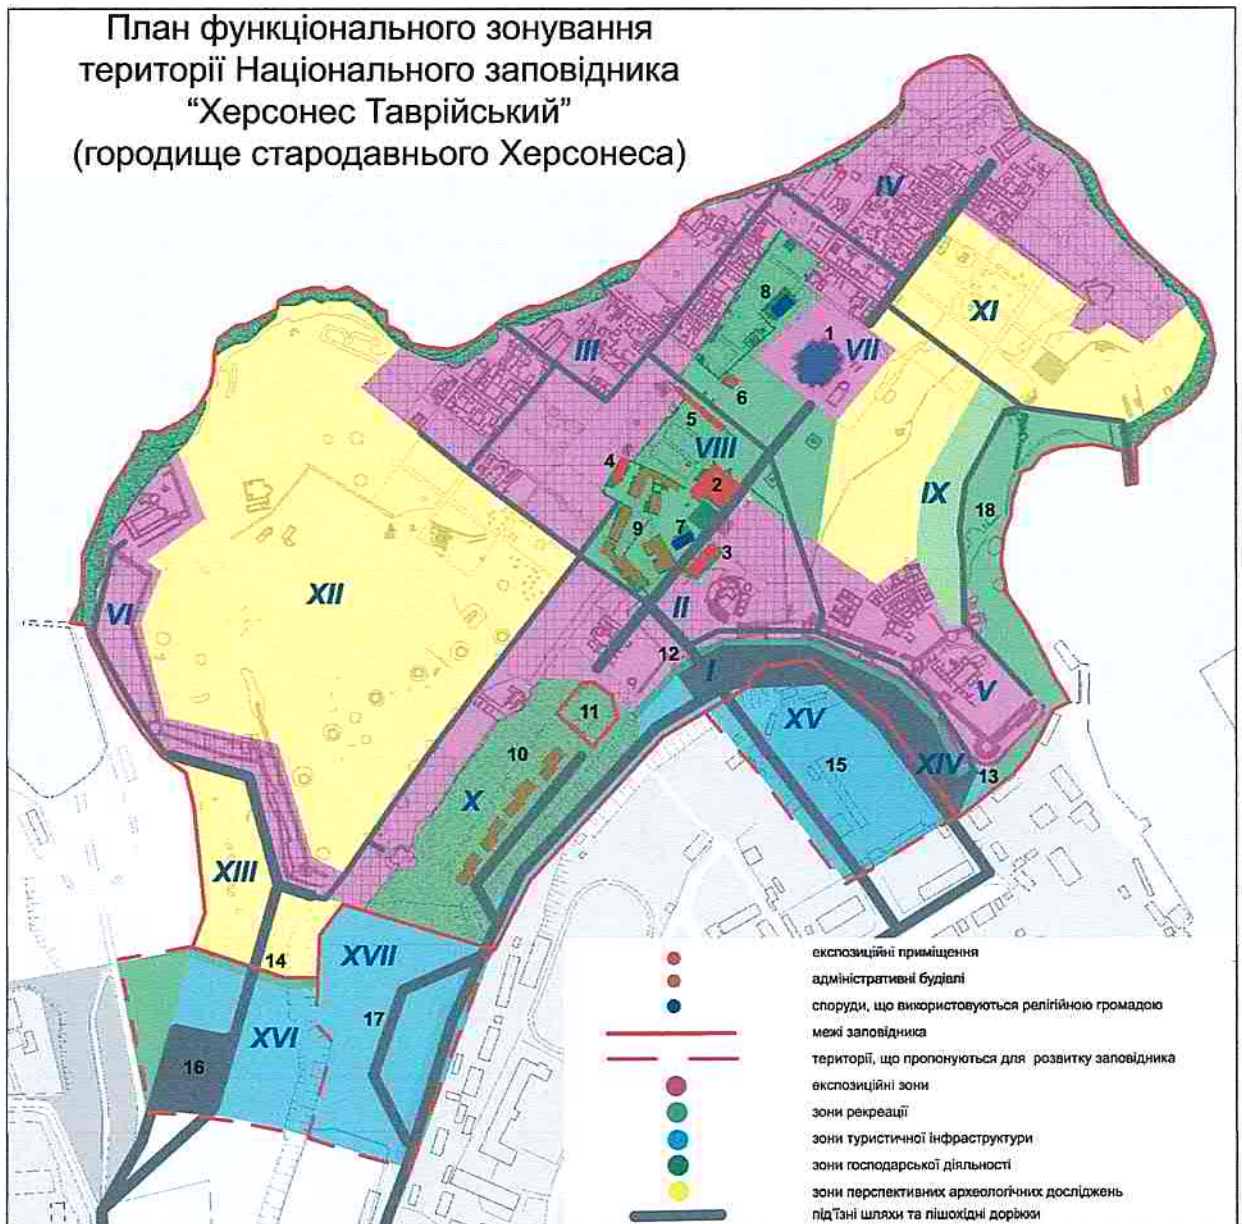 План функціонального зонування
території Національного заповідника
“Херсонес Таврійський”
(городище стародавнього Херсонеса)
IV
XI
8
1
VII
III
6
5
VIII
4
2
IX
18
9
7
3
XII
VI
II
12
I
V
11
XV
10
15
XIV
13
X
XIII
14
XVII
17
XVI
16
експозиційні приміщення
адміністративні будівлі
споруди, що використовуються релігійною громадою
межі заповідника
території, що пропонуються для розвитку заповідника
експозиційні зони
зони рекреації
зони туристичної інфраструктури
зони господарської діяльності
зони перспективних археологічних досліджень
під'їзні шляхи та пішохідні доріжки